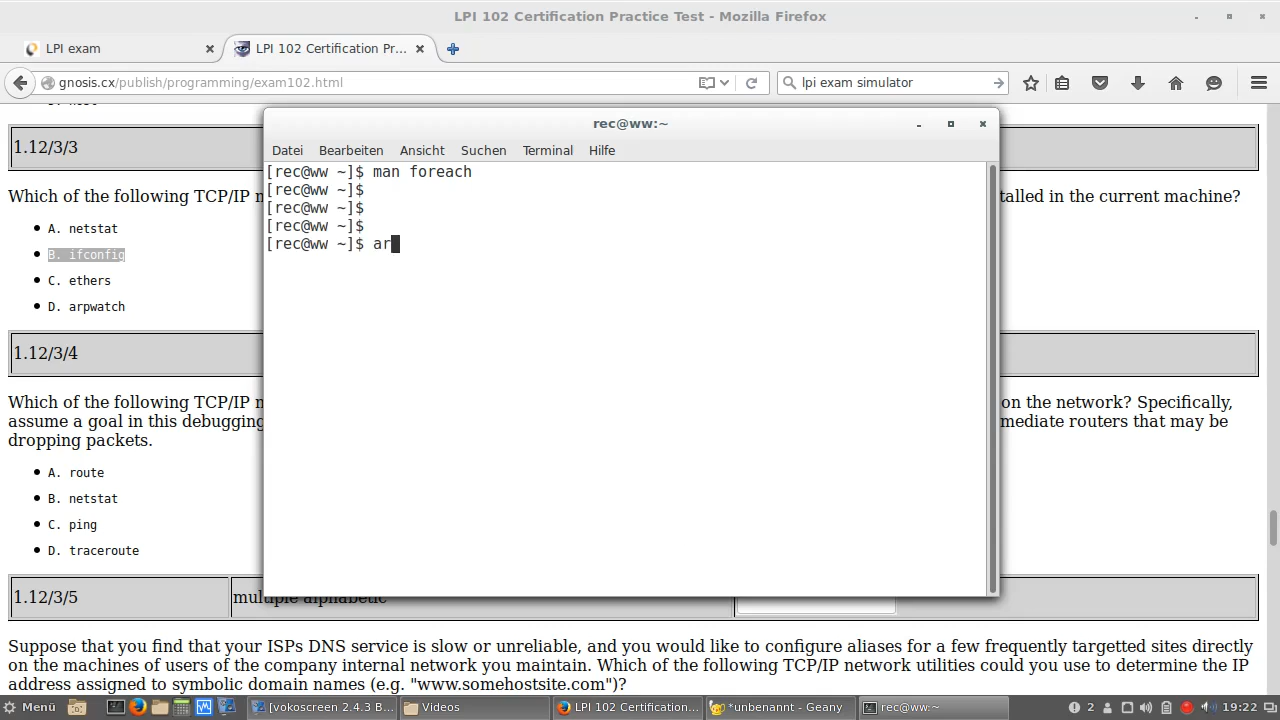 LPI 102 Certification Practice Test - Mozilla Firefox
LPI exam
LPI 102 Certification Pr...
gnosis.cx/publish/programming/exam102.html
lpi exam simulator
1.12/3/3
Which of the following TCP/IP n
talled in the current machine?
A. netstat
B. ifconfig
C. ethers
D. arpwatch
rec@ww:~
Datei Bearbeiten Ansicht Suchen Terminal Hilfe
[rec@ww ~]$ man foreach
[rec@ww ~]$
[rec@ww ~]$
[rec@ww ~]$
[rec@ww ~]$ ar
1.12/3/4
Which of the following TCP/IP n
on the network? Specifically,
assume a goal in this debugging
mediate routers that may be
dropping packets.
A. route
B. netstat
C. ping
D. traceroute
1.12/3/5
multiple alphabetic
Suppose that you find that your ISPs DNS service is slow or unreliable, and you would like to configure aliases for a few frequently targetted sites directly
on the machines of users of the company internal network you maintain. Which of the following TCP/IP network utilities could you use to determine the IP
address assigned to symbolic domain names (e.g. "www.somehostsite.com")?
Menü
[vokoscreen 2.4.3 B...
Videos
LPI 102 Certification...
*unbenannt - Geany
rec@ww:~
2
19:22